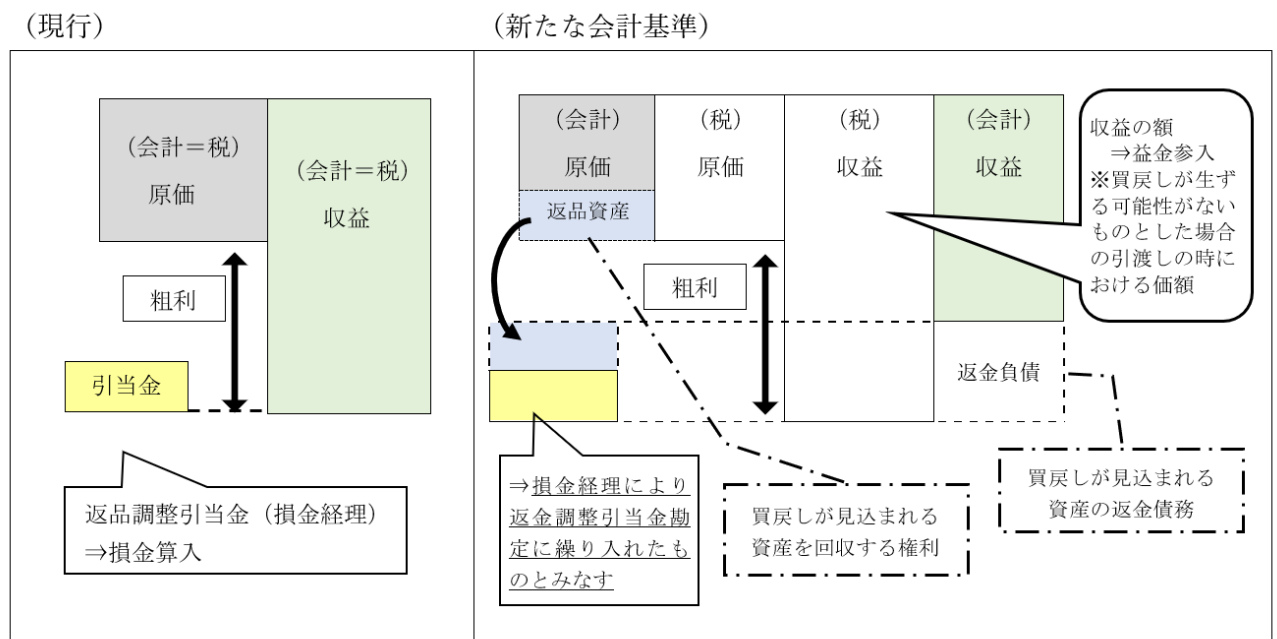 （現行）
（会計＝税）
原価
（会計＝税）
収益
粗利
引当金
返品調整引当金（損金経理）
⇒損金算入
（新たな会計基準）
（会計）
原価
（税）
原価
（税）
収益
（会計）
収益
返品資産
粗利
返金負債
収益の額
⇒益金参入
※買戻しが生ず
る可能性がない
ものとした場合
の引渡しの時に
おける価額
⇒損金経理により
返金調整引当金勘
定に繰り入れたも
のとみなす
買戻しが見込まれる
資産を回収する権利
買戻しが見込まれる
資産の返金債務